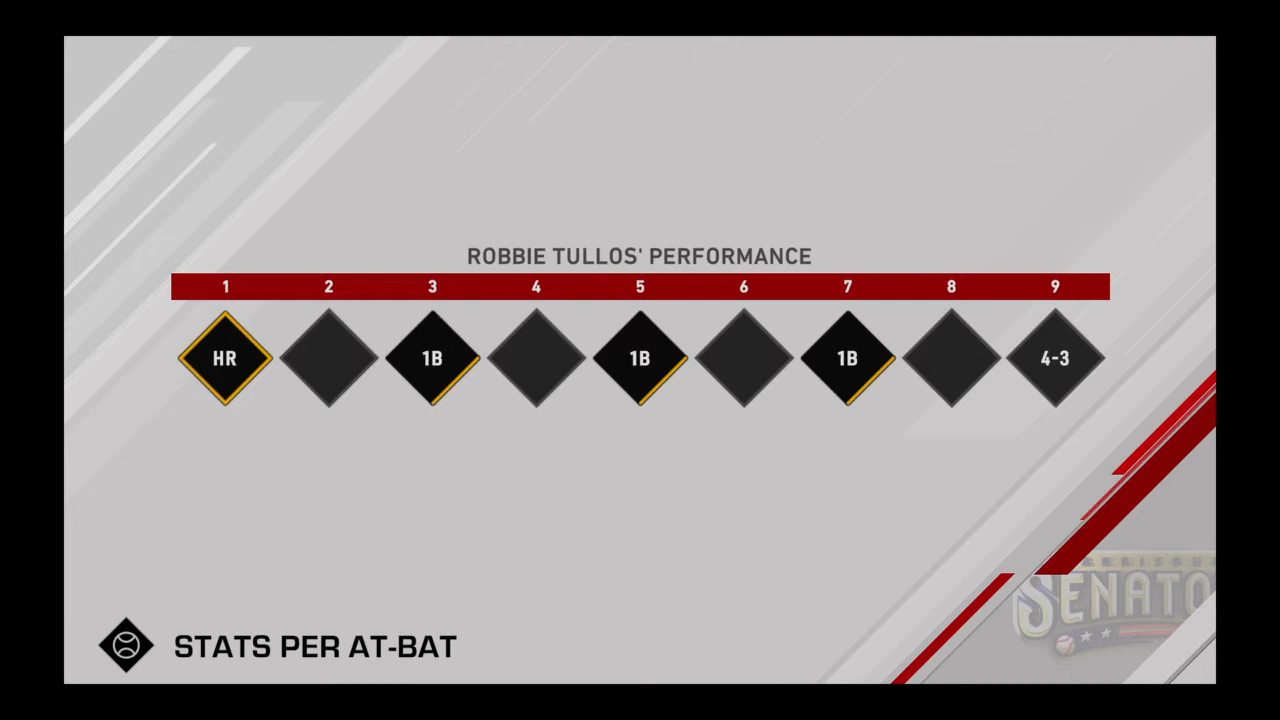 ROBBIE TULLOS' PERFORMANCE
1 2 3 4 5 6 7 8 9
HR 1B 1B 1B 4-3
SENATO
STATS PER AT-BAT